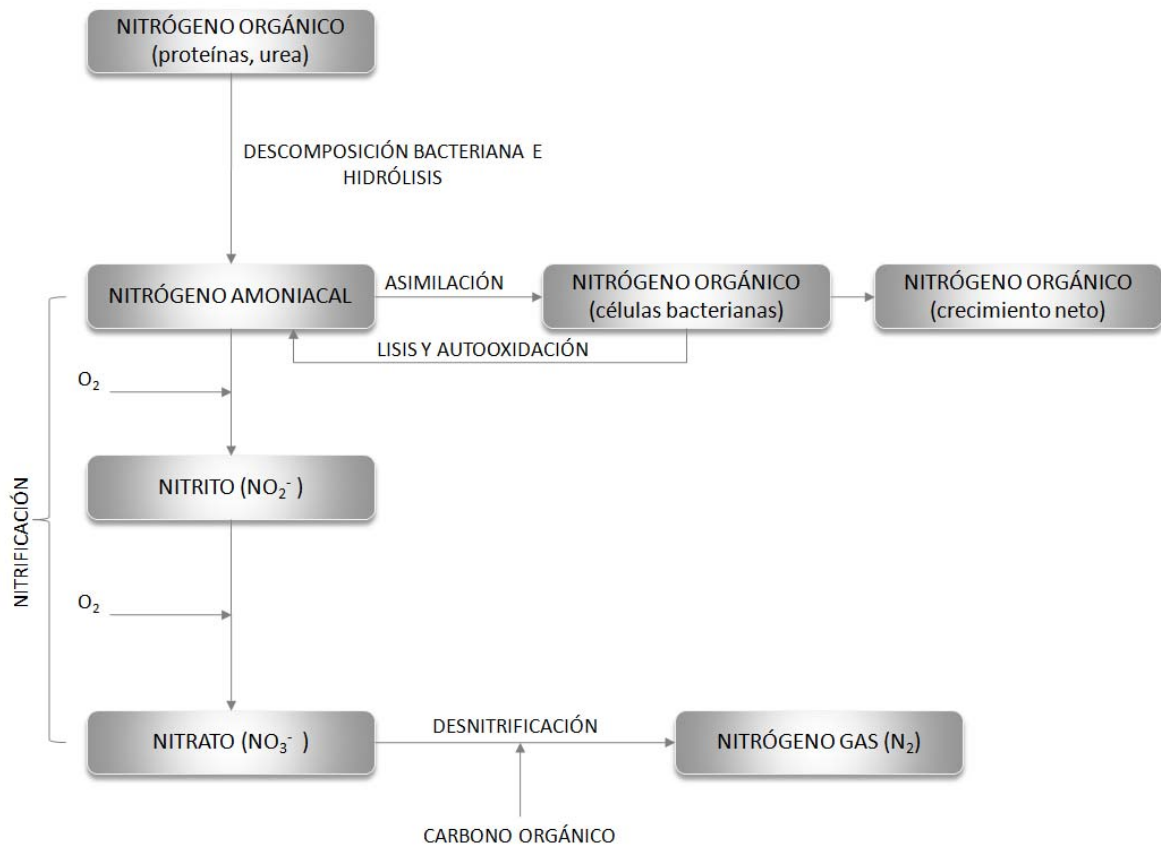 NITRÓGENO ORGÁNICO
(proteínas, urea)
DESCOMPOSICIÓN BACTERIANA E
HIDRÓLISIS
NITRÓGENO AMONIACAL
ASIMILACIÓN
NITRÓGENO ORGÁNICO
(células bacterianas)
NITRÓGENO ORGÁNICO
(crecimiento neto)
LISIS Y AUTOOXIDACIÓN
O₂
NITRITO (NO₂⁻ )
NITRIFICACIÓN
O₂
NITRATO (NO₃⁻ )
DESNITRIFICACIÓN
NITRÓGENO GAS (N₂)
CARBONO ORGÁNICO